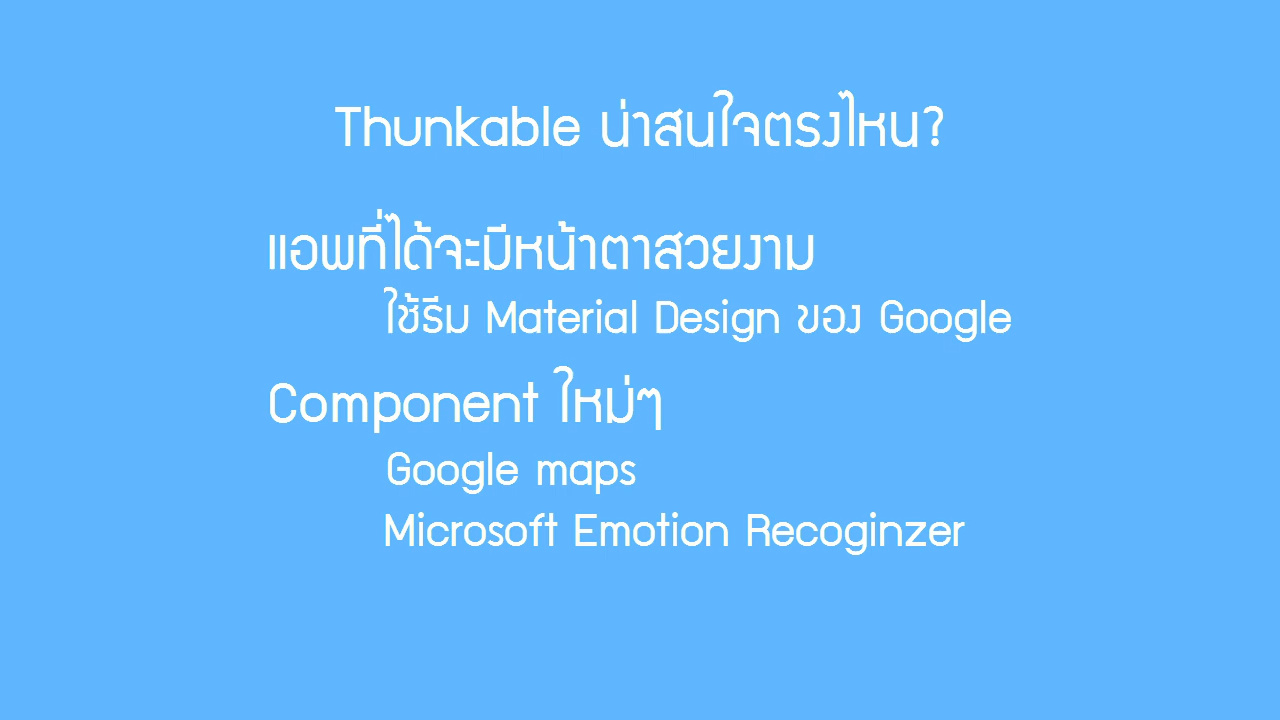 Thunkable น่าสนใจตรงไหน?
แอพที่ได้จะมีหน้าตาสวยงาม
ใช้ธีม Material Design ของ Google
Component ใหม่ๆ
Google maps
Microsoft Emotion Recoginzer